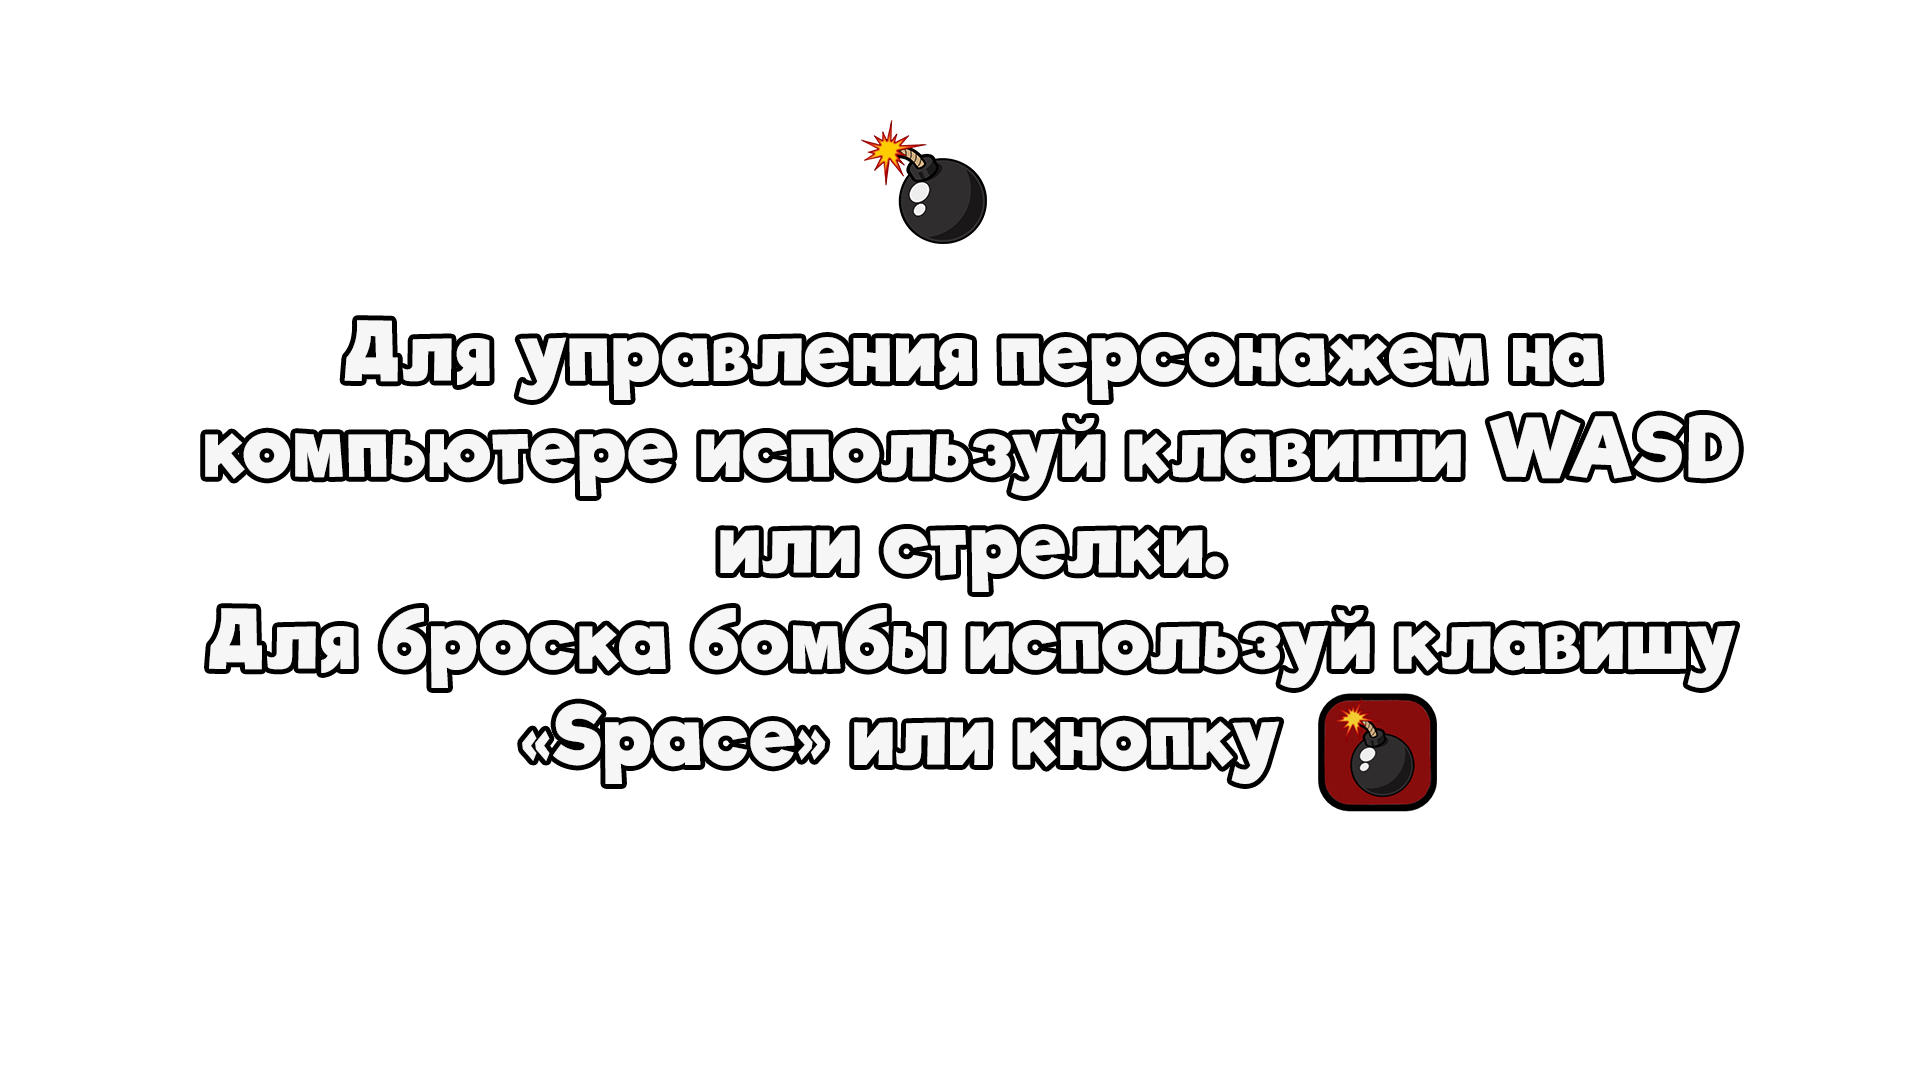 Для управления персонажем на
компьютере используй клавиши WASD
или стрелки.
Для броска бомбы используй клавишу
«Space» или кнопку